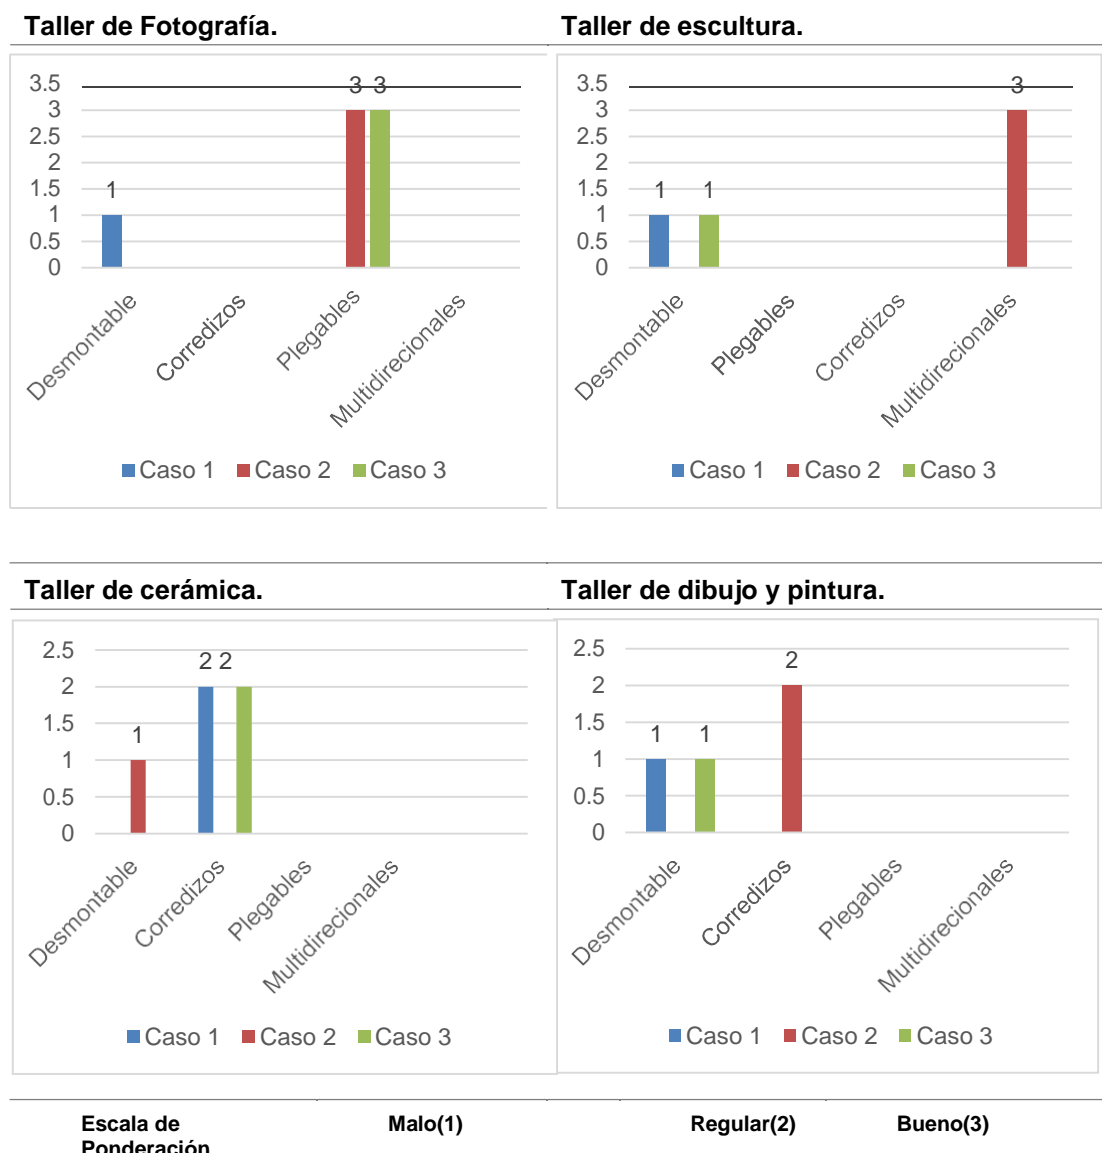 Taller de Fotografía.
3.5
3
2.5
2
1.5
1
0.5
0
1
3 3
Desmontable
Corredizos
Plegables
Multidirecionales
Caso 1 Caso 2 Caso 3
Taller de escultura.
3.5
3
2.5
2
1.5
1
0.5
0
1 1
3
Desmontable
Plegables
Corredizos
Multidirecionales
Caso 1 Caso 2 Caso 3
Taller de cerámica.
2.5
2
1.5
1
0.5
0
1
2 2
Desmontable
Corredizos
Plegables
Multidirecionales
Caso 1 Caso 2 Caso 3
Taller de dibujo y pintura.
2.5
2
1.5
1
0.5
0
1 1
2
Desmontable
Corredizos
Plegables
Multidirecionales
Caso 1 Caso 2 Caso 3
Escala de Malo(1) Regular(2) Bueno(3)
Ponderación